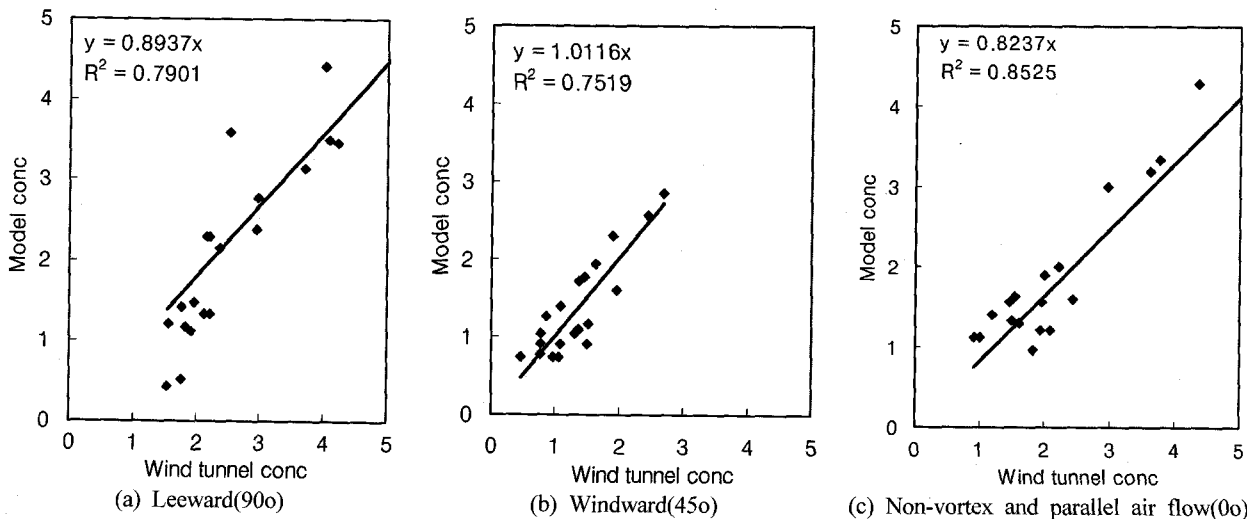 y = 0.8937x
R² = 0.7901
5
4
3
2
1
0
Model conc
0 1 2 3 4 5
Wind tunnel conc
(a) Leeward(90o)
y = 1.0116x
R² = 0.7519
5
4
3
2
1
0
Model conc
0 1 2 3 4 5
Wind tunnel conc
(b) Windward(45o)
y = 0.8237x
R² = 0.8525
5
4
3
2
1
0
Model conc
0 1 2 3 4 5
Wind tunnel conc
(c) Non-vortex and parallel air flow(0o)